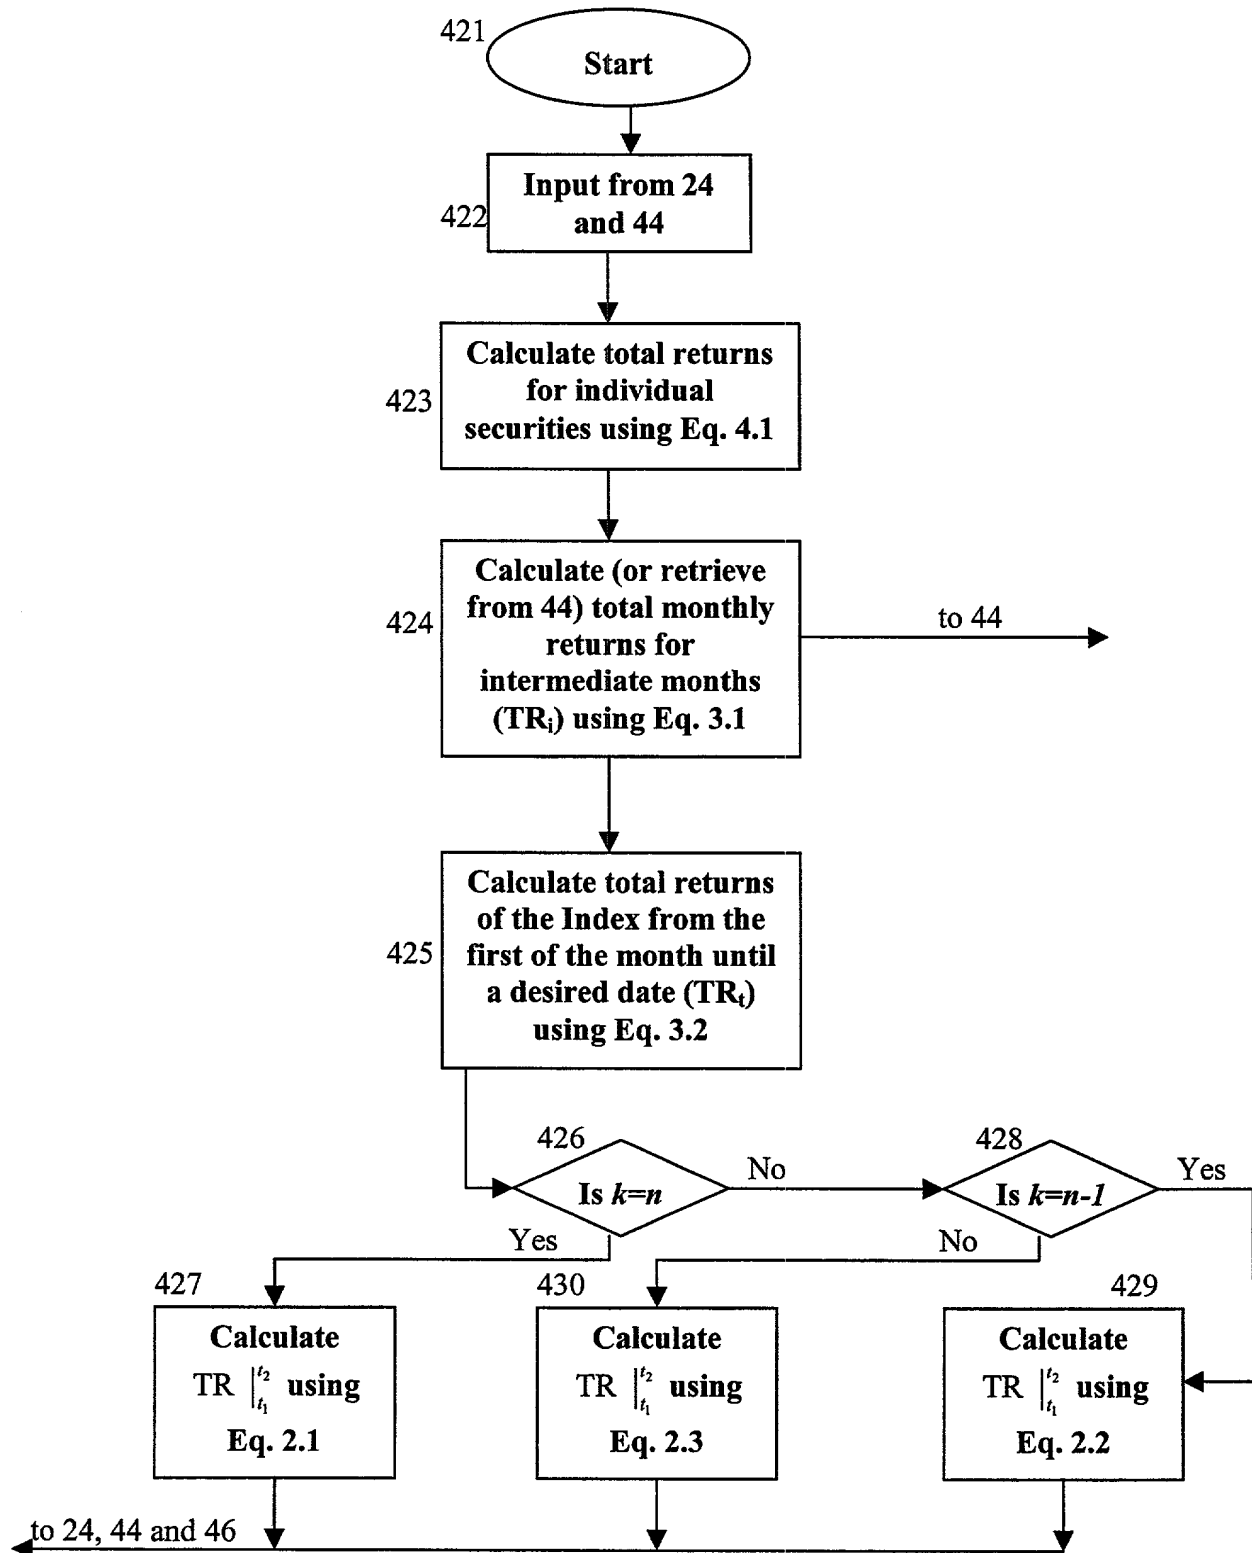 421
Start
Input from 24
and 44
422
Calculate total returns
for individual
securities using Eq. 4.1
423
Calculate (or retrieve
from 44) total monthly
returns for
intermediate months
(TRi) using Eq. 3.1
424
to 44
Calculate total returns
of the Index from the
first of the month until
a desired date (TRt)
using Eq. 3.2
425
426
Is k=n
No
428
Is k=n-1
Yes
Yes
No
427
Calculate
TR |t1 t2 using
Eq. 2.1
430
Calculate
TR |t1 t2 using
Eq. 2.3
429
Calculate
TR |t1 t2 using
Eq. 2.2
to 24, 44 and 46